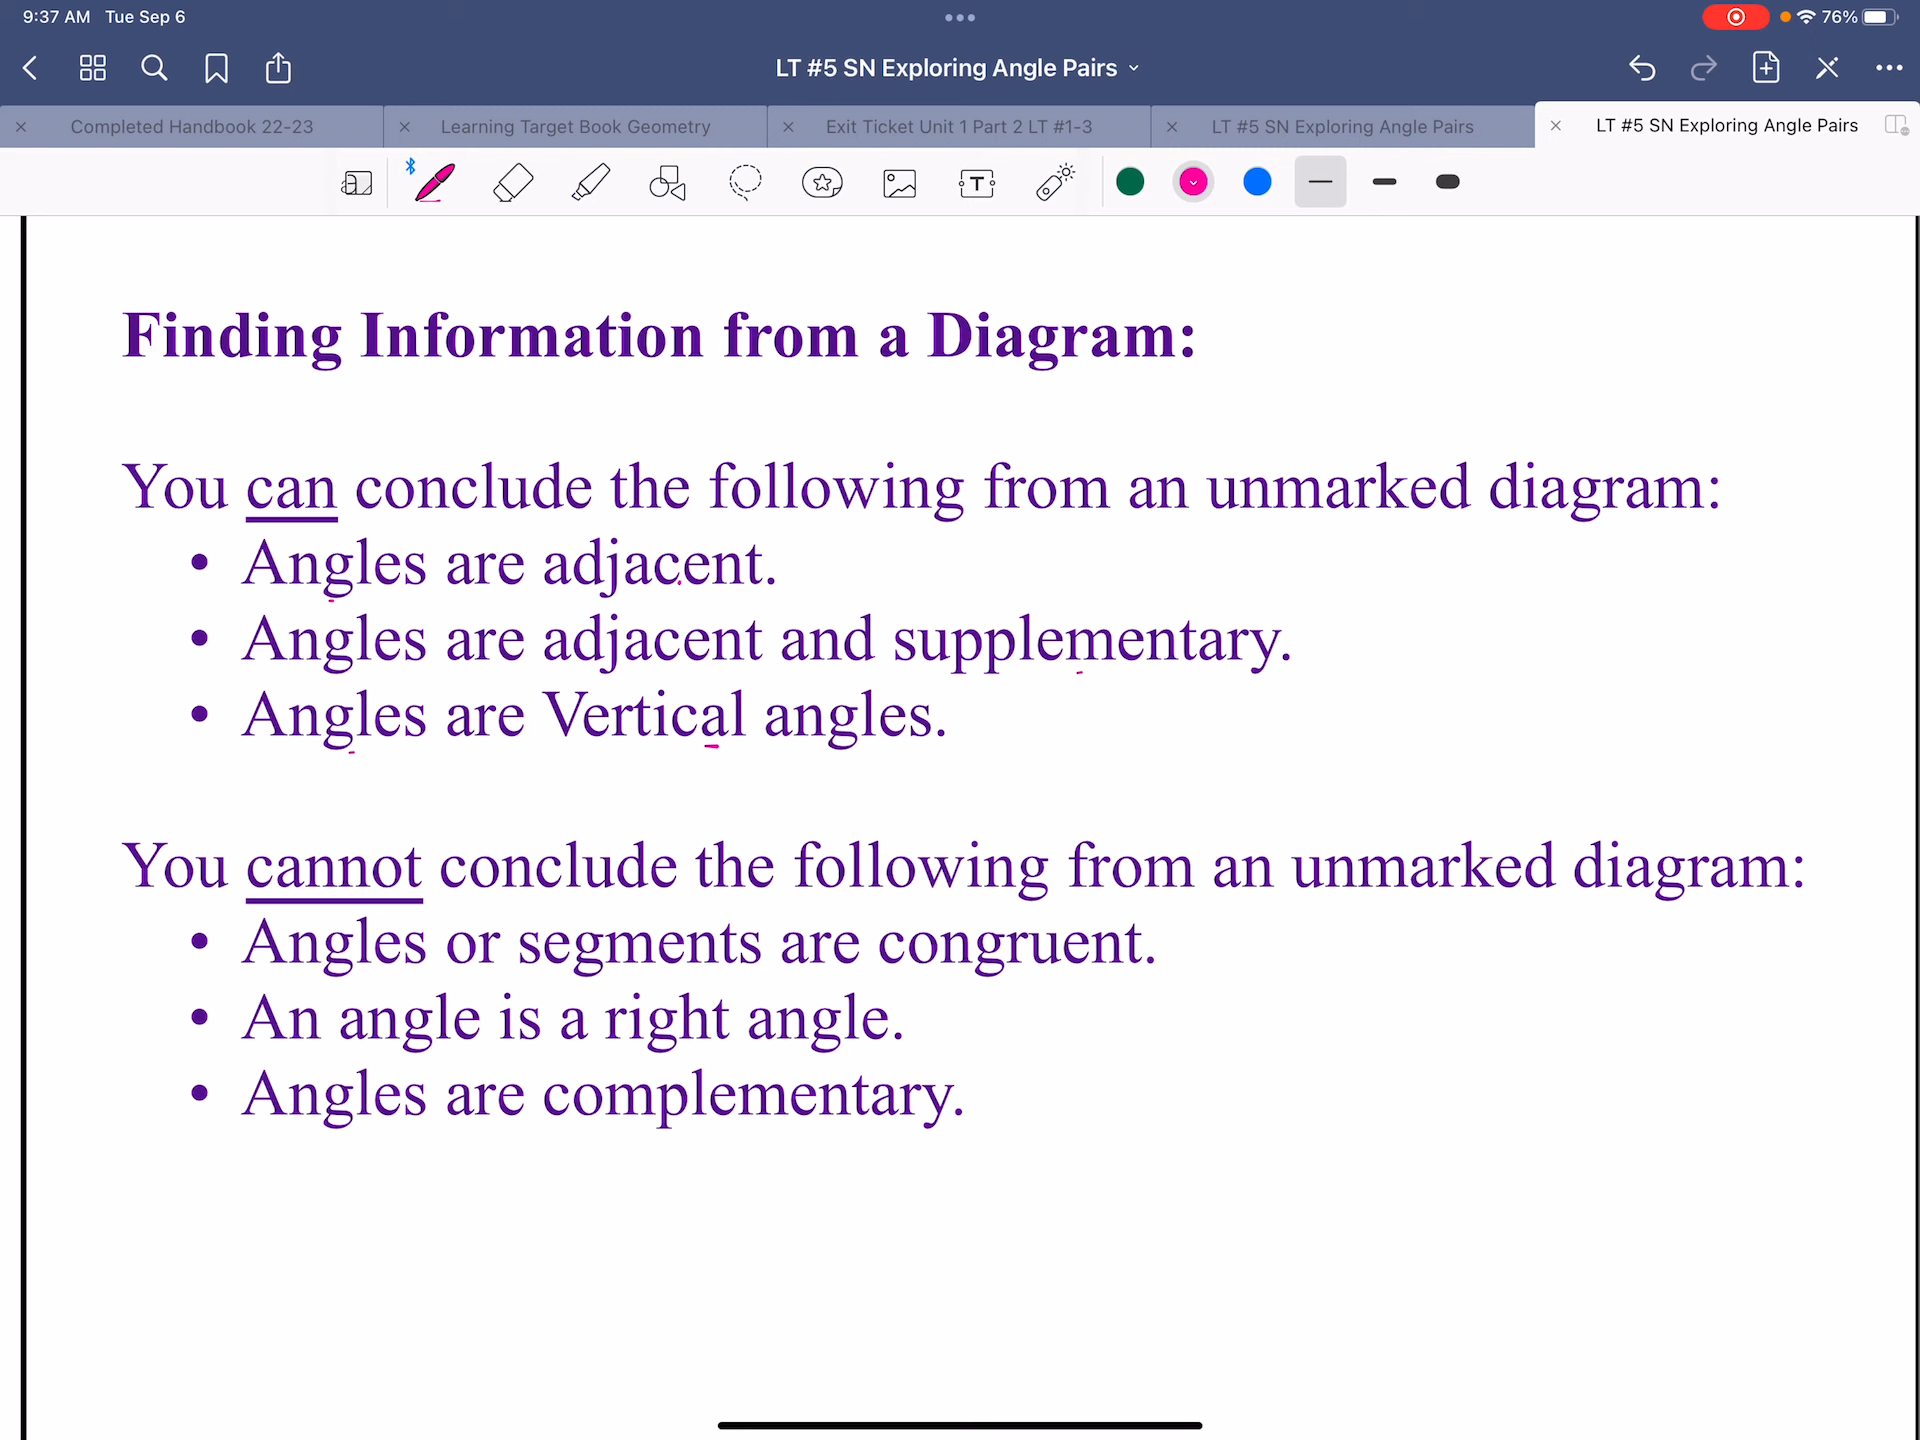 9:37 AM Tue Sep 6
76%
LT #5 SN Exploring Angle Pairs
Completed Handbook 22-23
Learning Target Book Geometry
Exit Ticket Unit 1 Part 2 LT #1-3
LT #5 SN Exploring Angle Pairs
LT #5 SN Exploring Angle Pairs
Finding Information from a Diagram:
You can conclude the following from an unmarked diagram:
• Angles are adjacent.
• Angles are adjacent and supplementary.
• Angles are Vertical angles.
You cannot conclude the following from an unmarked diagram:
• Angles or segments are congruent.
• An angle is a right angle.
• Angles are complementary.